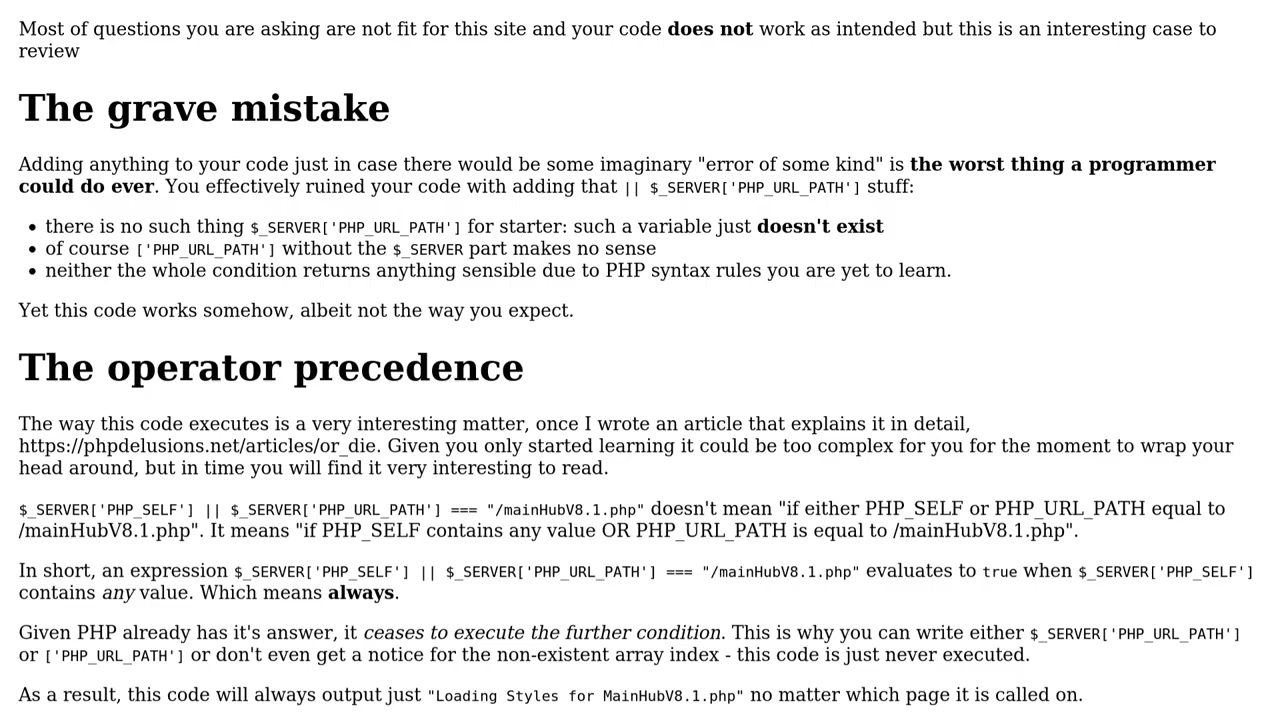 Most of questions you are asking are not fit for this site and your code does not work as intended but this is an interesting case to
review
The grave mistake
Adding anything to your code just in case there would be some imaginary "error of some kind" is the worst thing a programmer
could do ever. You effectively ruined your code with adding that || $_SERVER['PHP_URL_PATH'] stuff:
• there is no such thing $_SERVER['PHP_URL_PATH'] for starter: such a variable just doesn't exist
• of course ['PHP_URL_PATH'] without the $_SERVER part makes no sense
• neither the whole condition returns anything sensible due to PHP syntax rules you are yet to learn.
Yet this code works somehow, albeit not the way you expect.
The operator precedence
The way this code executes is a very interesting matter, once I wrote an article that explains it in detail,
https://phpdelusions.net/articles/or_die. Given you only started learning it could be too complex for you for the moment to wrap your
head around, but in time you will find it very interesting to read.
$_SERVER['PHP_SELF'] || $_SERVER['PHP_URL_PATH'] === "/mainHubV8.1.php" doesn't mean "if either PHP_SELF or PHP_URL_PATH equal to
/mainHubV8.1.php". It means "if PHP_SELF contains any value OR PHP_URL_PATH is equal to /mainHubV8.1.php".
In short, an expression $_SERVER['PHP_SELF'] || $_SERVER['PHP_URL_PATH'] === "/mainHubV8.1.php" evaluates to true when $_SERVER['PHP_SELF']
contains any value. Which means always.
Given PHP already has it's answer, it ceases to execute the further condition. This is why you can write either $_SERVER['PHP_URL_PATH']
or ['PHP_URL_PATH'] or don't even get a notice for the non-existent array index - this code is just never executed.
As a result, this code will always output just "Loading Styles for MainHubV8.1.php" no matter which page it is called on.